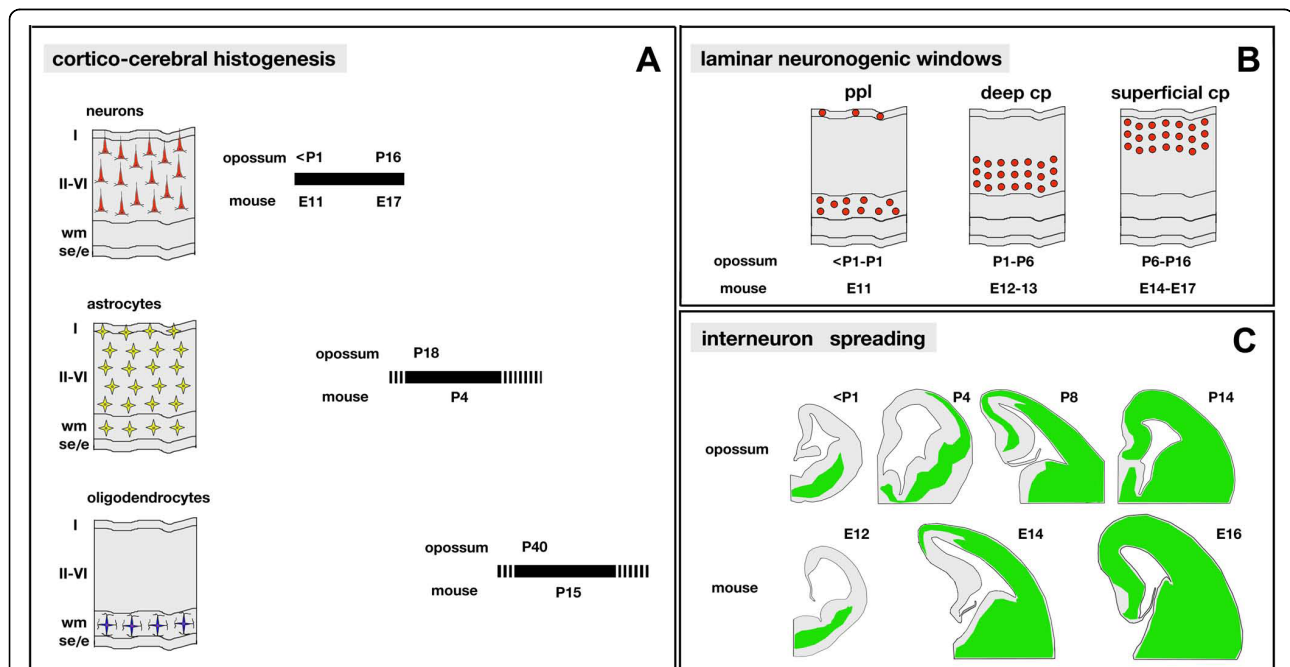 cortico-cerebral histogenesis A
neurons
I
II-VI
wm
se/e
opossum <P1 P16
mouse E11 E17
astrocytes
I
II-VI
wm
se/e
opossum P18
mouse P4
oligodendrocytes
I
II-VI
wm
se/e
opossum P40
mouse P15
laminar neuronogenic windows B
ppl deep cp superficial cp
opossum <P1-P1 P1-P6 P6-P16
mouse E11 E12-13 E14-E17
interneuron spreading C
<P1 P4 P8 P14
opossum
E12 E14 E16
mouse